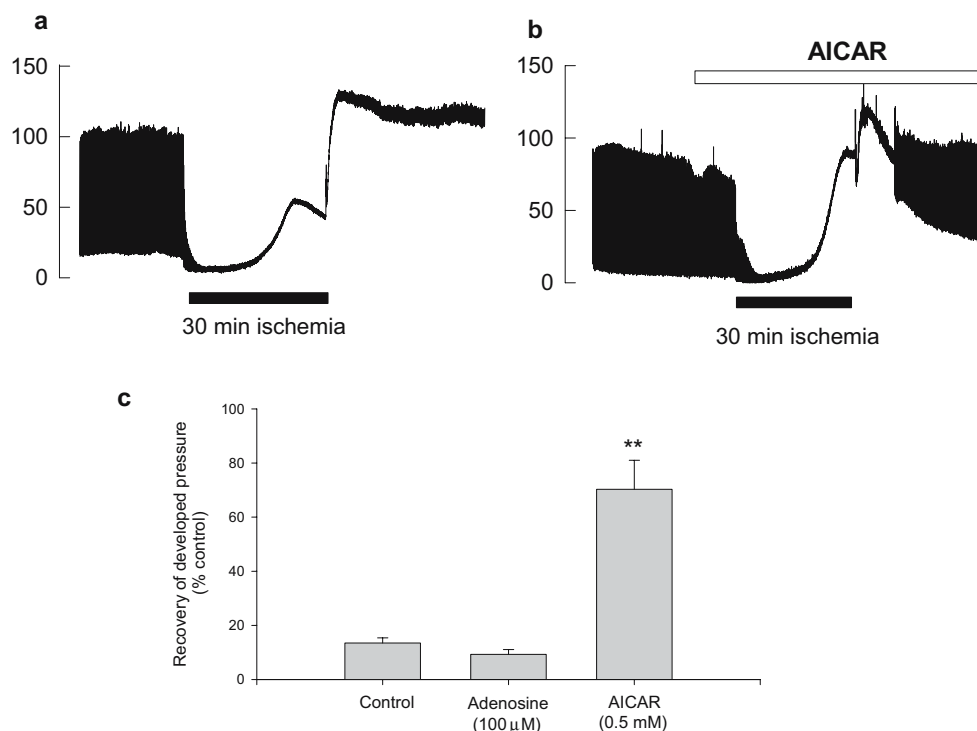 a
150
100
50
0
30 min ischemia
b
AICAR
150
100
50
0
30 min ischemia
c
Recovery of developed pressure
(% control)
100
80
60
40
20
0
**
Control
Adenosine
(100 μM)
AICAR
(0.5 mM)